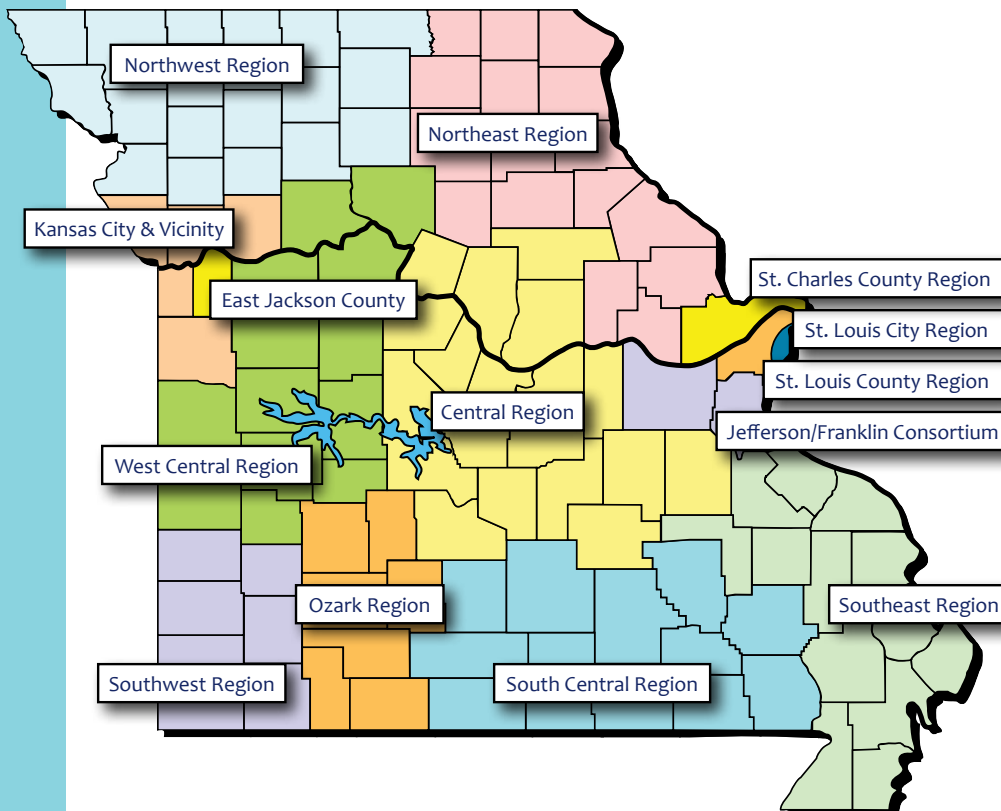 Northwest Region
Northeast Region
Kansas City & Vicinity
St. Charles County Region
East Jackson County
St. Louis City Region
St. Louis County Region
Central Region
Jefferson/Franklin Consortium
West Central Region
Ozark Region
Southeast Region
Southwest Region
South Central Region